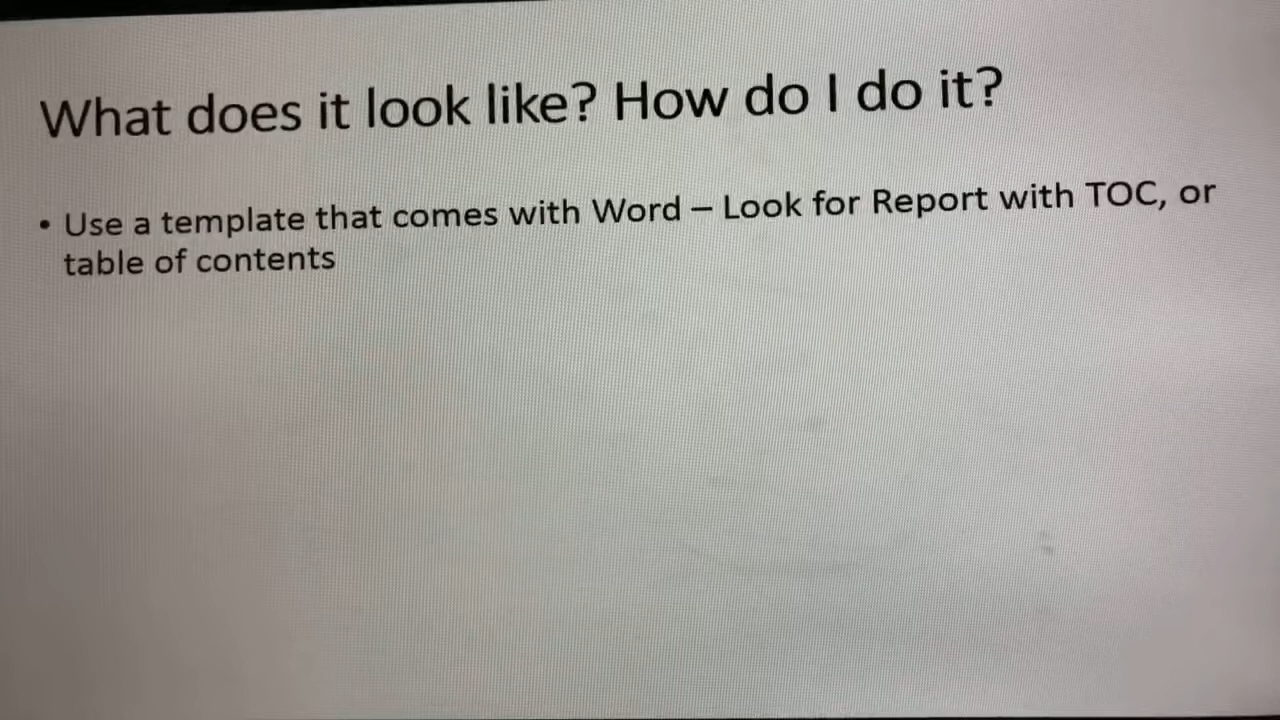 What does it look like? How do I do it?
• Use a template that comes with Word – Look for Report with TOC, or
table of contents